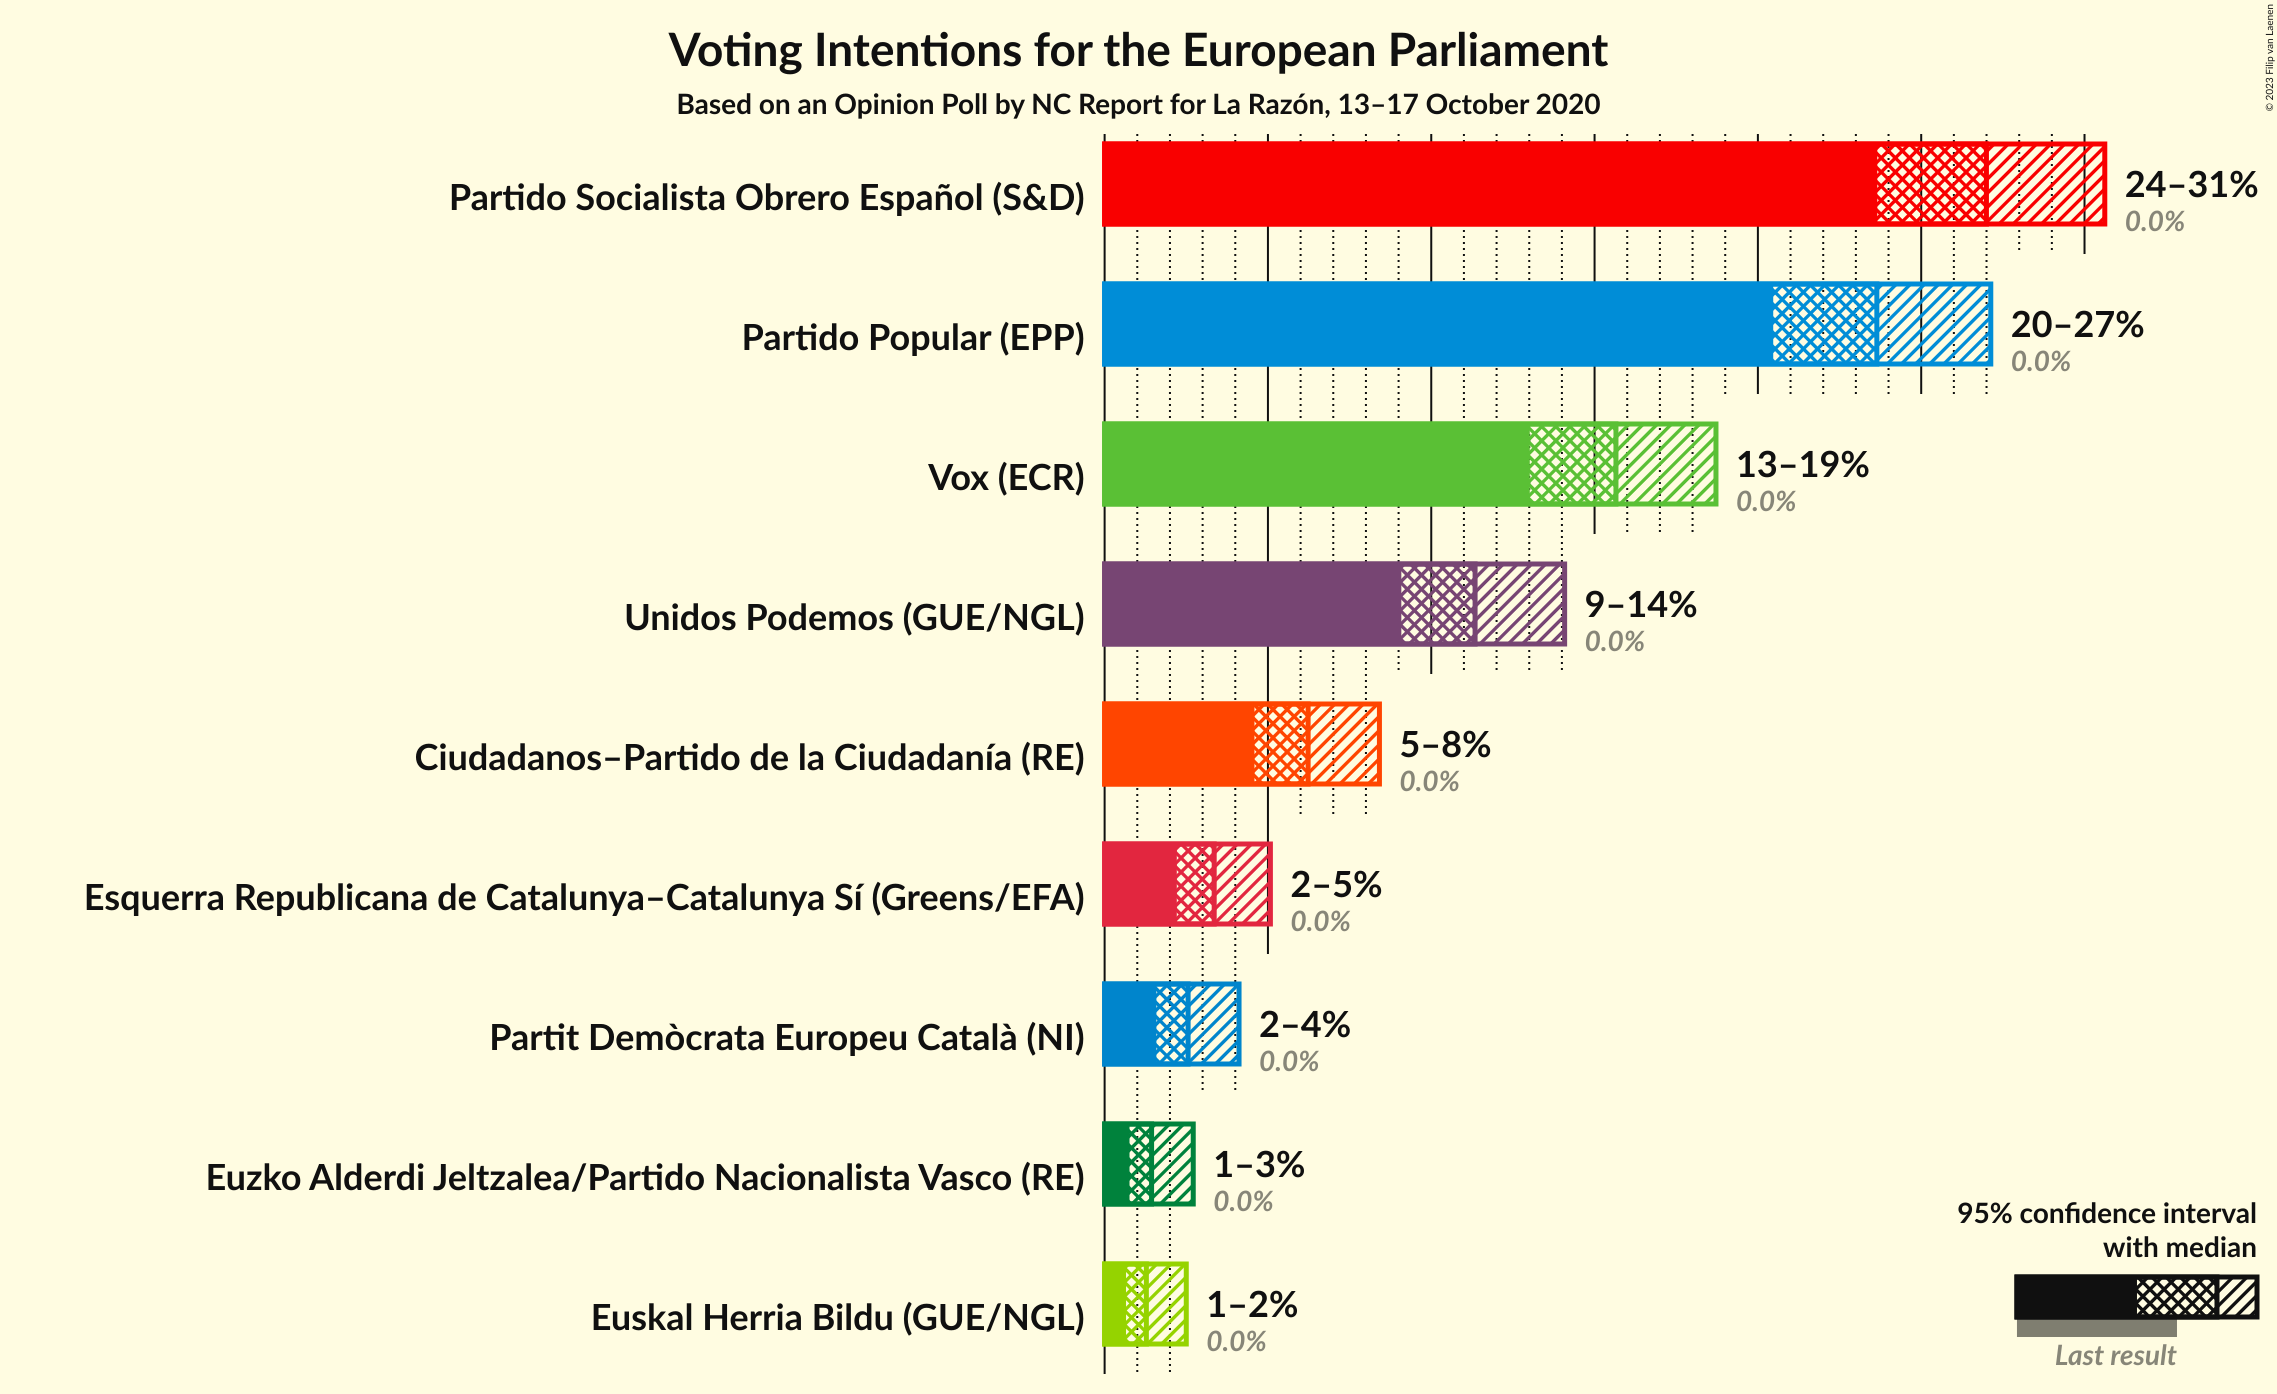 Voting Intentions for the European Parliament
Based on an Opinion Poll by NC Report for La Razón, 13–17 October 2020
© 2023 Filip van Laenen
Partido Socialista Obrero Español (S&D)
24–31%
0.0%
Partido Popular (EPP)
20–27%
0.0%
Vox (ECR)
13–19%
0.0%
Unidos Podemos (GUE/NGL)
9–14%
0.0%
Ciudadanos–Partido de la Ciudadanía (RE)
5–8%
0.0%
Esquerra Republicana de Catalunya–Catalunya Sí (Greens/EFA)
2–5%
0.0%
Partit Demòcrata Europeu Català (NI)
2–4%
0.0%
Euzko Alderdi Jeltzalea/Partido Nacionalista Vasco (RE)
1–3%
0.0%
Euskal Herria Bildu (GUE/NGL)
1–2%
0.0%
95% confidence interval
with median
Last result